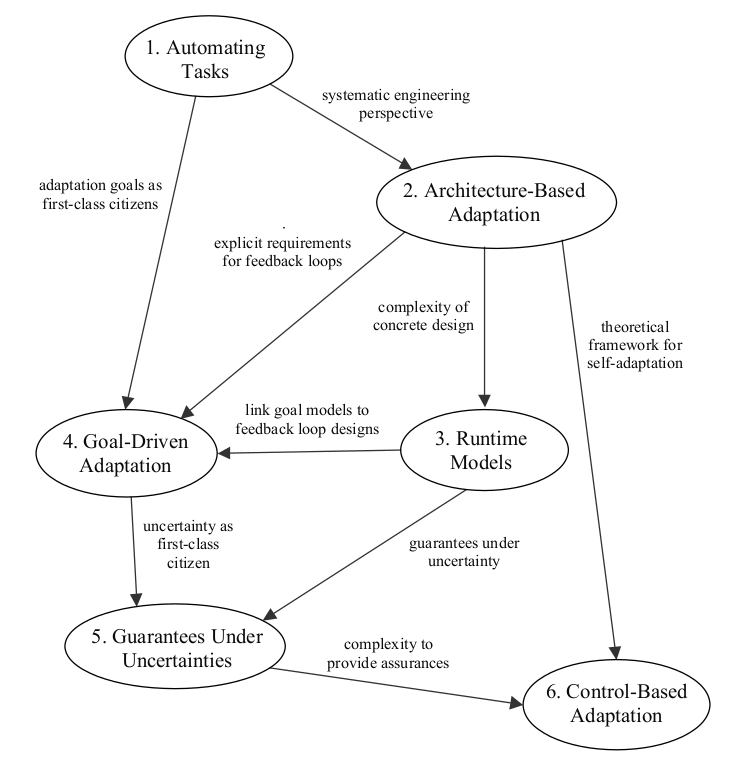 1. Automating
Tasks
systematic engineering
perspective
adaptation goals as
first-class citizens
2. Architecture-Based
Adaptation
explicit requirements
for feedback loops
complexity of
concrete design
theoretical
framework for
self-adaptation
link goal models to
feedback loop designs
4. Goal-Driven
Adaptation
3. Runtime
Models
uncertainty as
first-class
citizen
guarantees under
uncertainty
5. Guarantees Under
Uncertainties
complexity to
provide assurances
6. Control-Based
Adaptation